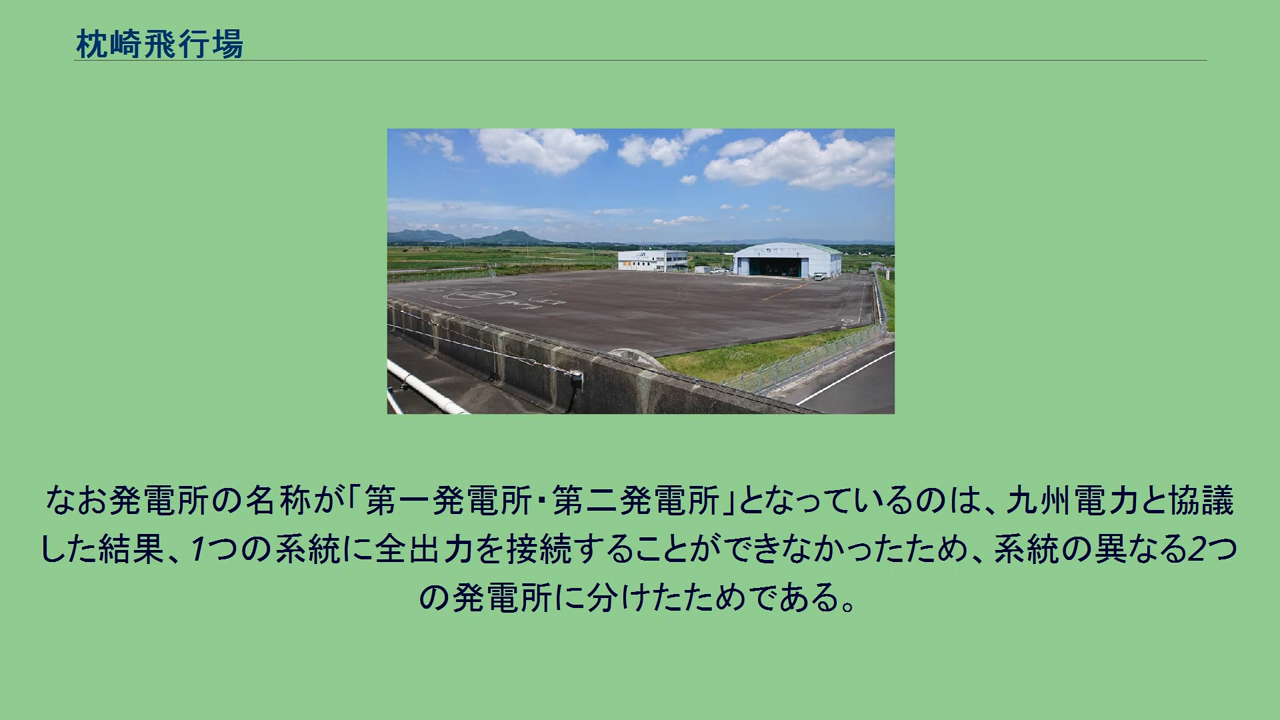 枕崎飛行場
なお発電所の名称が「第一発電所・第二発電所」となっているのは、九州電力と協議
した結果、1つの系統に全出力を接続することができなかったため、系統の異なる2つ
の発電所に分けたためである。